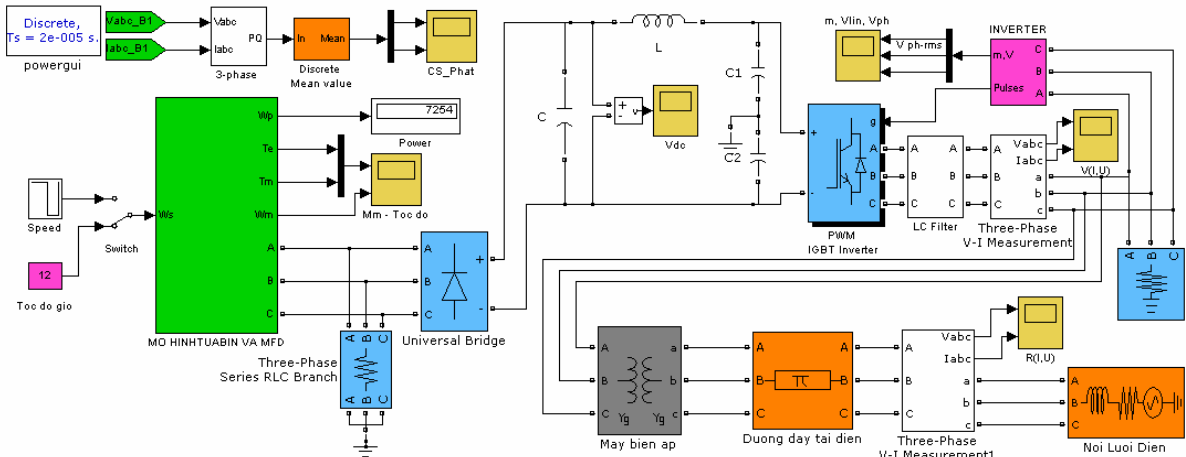 Discrete,
Ts = 2e-005 s.
powergui
Vabc_B1
Iabc_B1
Vabc
Iabc
PQ
3-phase
In
Mean
Discrete
Mean value
CS_Phat
L
C
C1
C2
+
-
v
Vdc
m, Vlin, Vph
V ph-rms
INVERTER
m,V
Pulses
C
B
A
Wp
Te
Tm
Wm
Ws
A
B
C
MO HINHTUABIN VA MFD
7254
Power
Mm - Toc do
Speed
Switch
12
Toc do gio
A
B
C
+
-
Universal Bridge
A
B
C
A
B
C
Three-Phase
Series RLC Branch
g
+
-
A
B
C
PWM
IGBT Inverter
A
B
C
A
B
C
LC Filter
A
B
C
Vabc
Iabc
a
b
c
Three-Phase
V-I Measurement
V(I,U)
A
B
C
A
B
C
a
b
c
Yg
Yg
May bien ap
A
B
C
A
B
C
π
Duong day tai dien
A
B
C
Vabc
Iabc
a
b
c
Three-Phase
V-I Measurement1
R(I,U)
A
B
C
Noi Luoi Dien